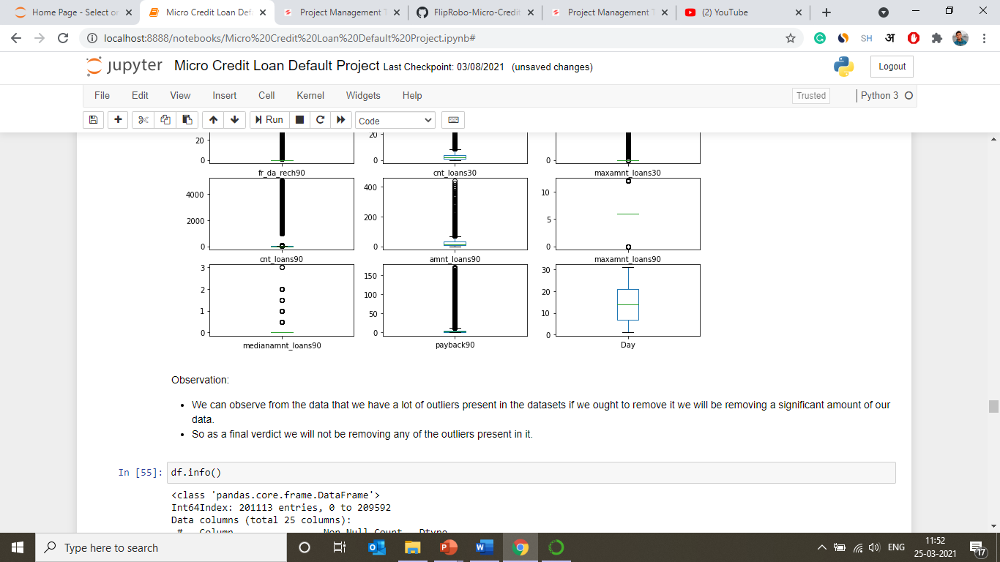 Home Page - Select or
Micro Credit Loan Defa
Project Management T
FlipRobo-Micro-Credit
Project Management T
(2) YouTube
localhost:8888/notebooks/Micro%20Credit%20Loan%20Default%20Project.ipynb#
SH
अ
jupyter Micro Credit Loan Default Project Last Checkpoint: 03/08/2021 (unsaved changes)
Logout
File Edit View Insert Cell Kernel Widgets Help
Trusted
Python 3
Run
Code
20
0
fr_da_rech90
20
0
cnt_loans30
0
maxamnt_loans30
4000
2000
0
cnt_loans90
400
200
0
amnt_loans90
10
5
0
maxamnt_loans90
3
2
1
0
medianamnt_loans90
150
100
50
0
payback90
30
20
10
0
Day
Observation:
• We can observe from the data that we have a lot of outliers present in the datasets if we ought to remove it we will be removing a significant amount of our
data.
• So as a final verdict we will not be removing any of the outliers present in it.
In [55]: df.info()
<class 'pandas.core.frame.DataFrame'>
Int64Index: 201113 entries, 0 to 209592
Data columns (total 25 columns):
# Column Non-Null Count Dtype
Type here to search
ENG
11:52
25-03-2021
17